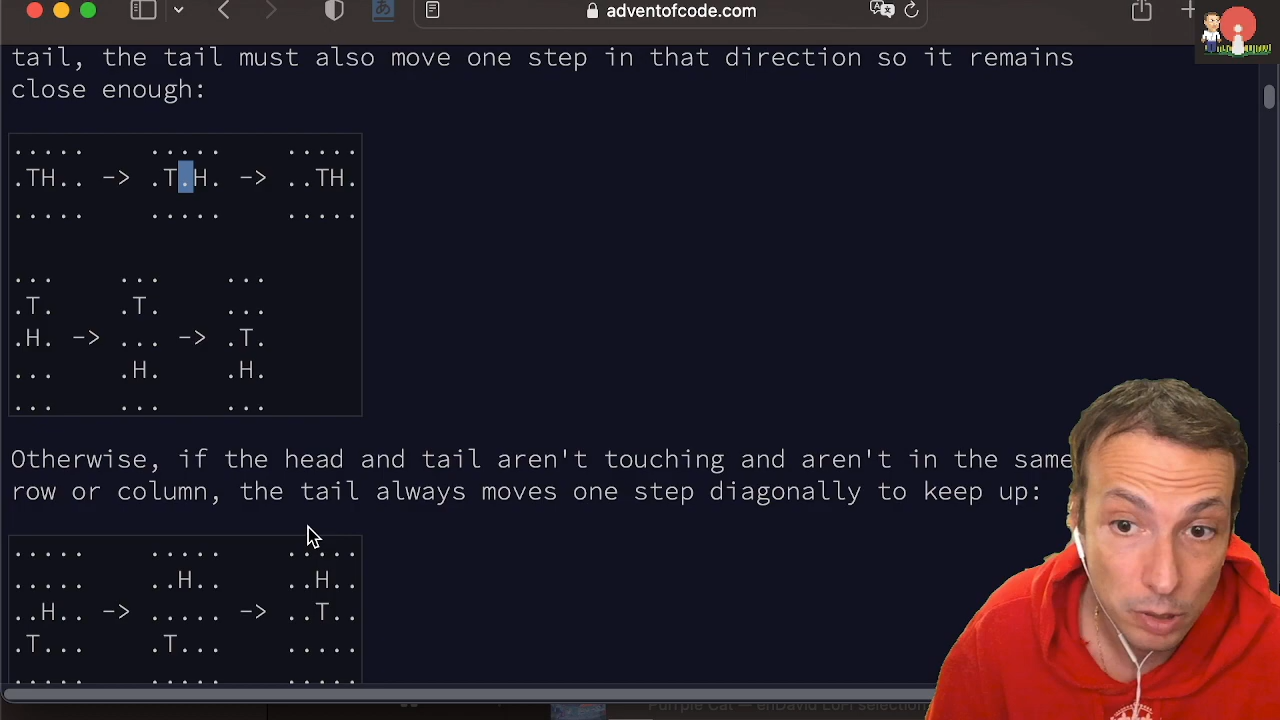 adventofcode.com
tail, the tail must also move one step in that direction so it remains
close enough:
.....    .....    .....
.TH.. -> .T.H. -> ..TH.
.....    .....    .....
...    ...    ...
.T.    .T.    ...
.H. -> ... -> .T.
...    .H.    .H.
...    ...    ...
Otherwise, if the head and tail aren't touching and aren't in the same
row or column, the tail always moves one step diagonally to keep up:
.....    .....    .....
.....    ..H..    ..H..
..H.. -> ..... -> ..T..
.T...    .T...    .....
.....    .....    .....